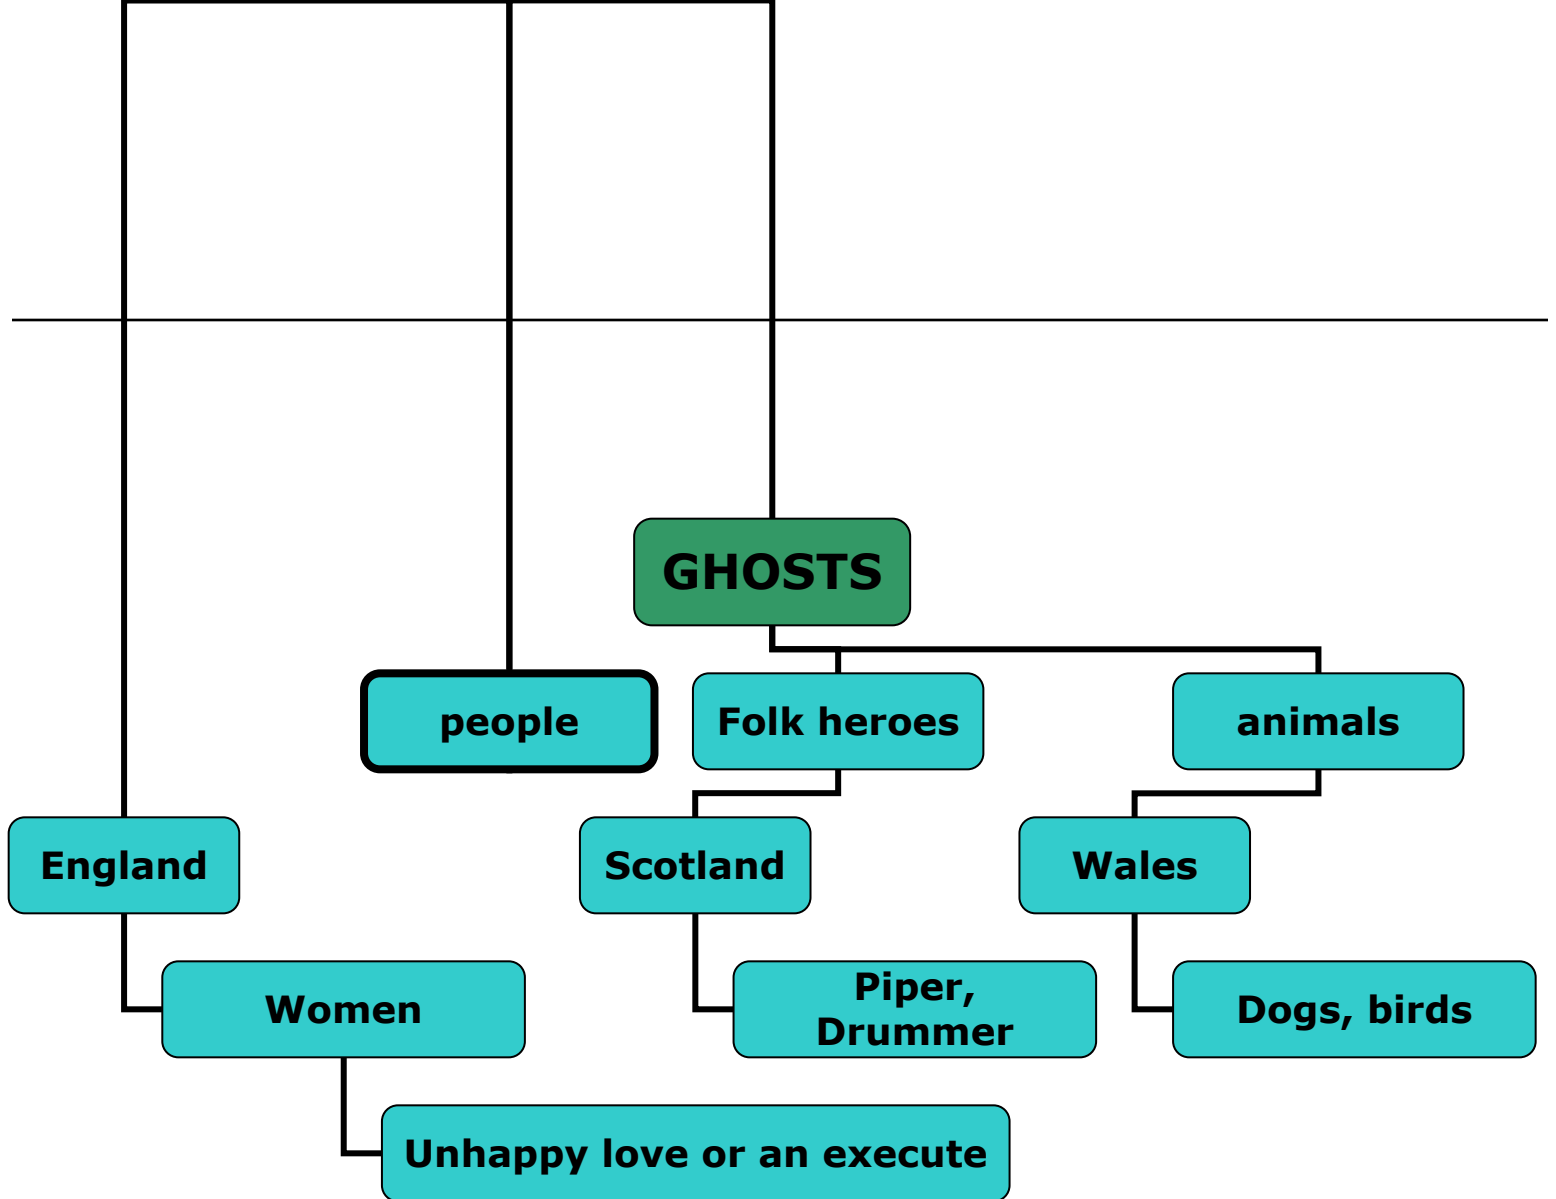 GHOSTS
people
Folk heroes
animals
England
Scotland
Wales
Women
Piper,
Drummer
Dogs, birds
Unhappy love or an execute